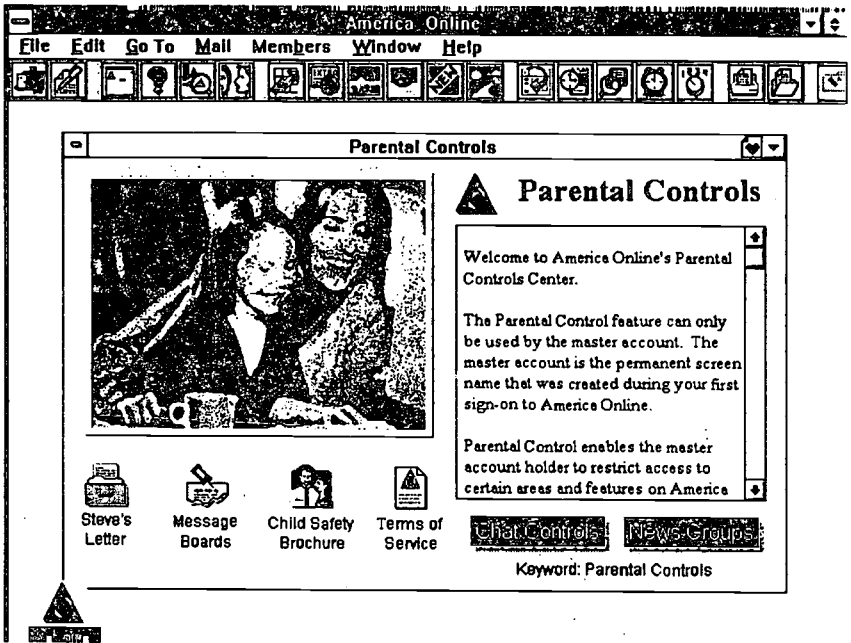 America Online
File Edit Go To Mail Members Window Help
Parental Controls
Parental Controls
Welcome to America Online's Parental
Controls Center.
The Parental Control feature can only
be used by the master account. The
master account is the permanent screen
name that was created during your first
sign-on to America Online.
Parental Control enables the master
account holder to restrict access to
certain areas and features on America
Steve's
Letter
Message
Boards
Child Safety
Brochure
Terms of
Service
Chat Controls
News Groups
Keyword: Parental Controls